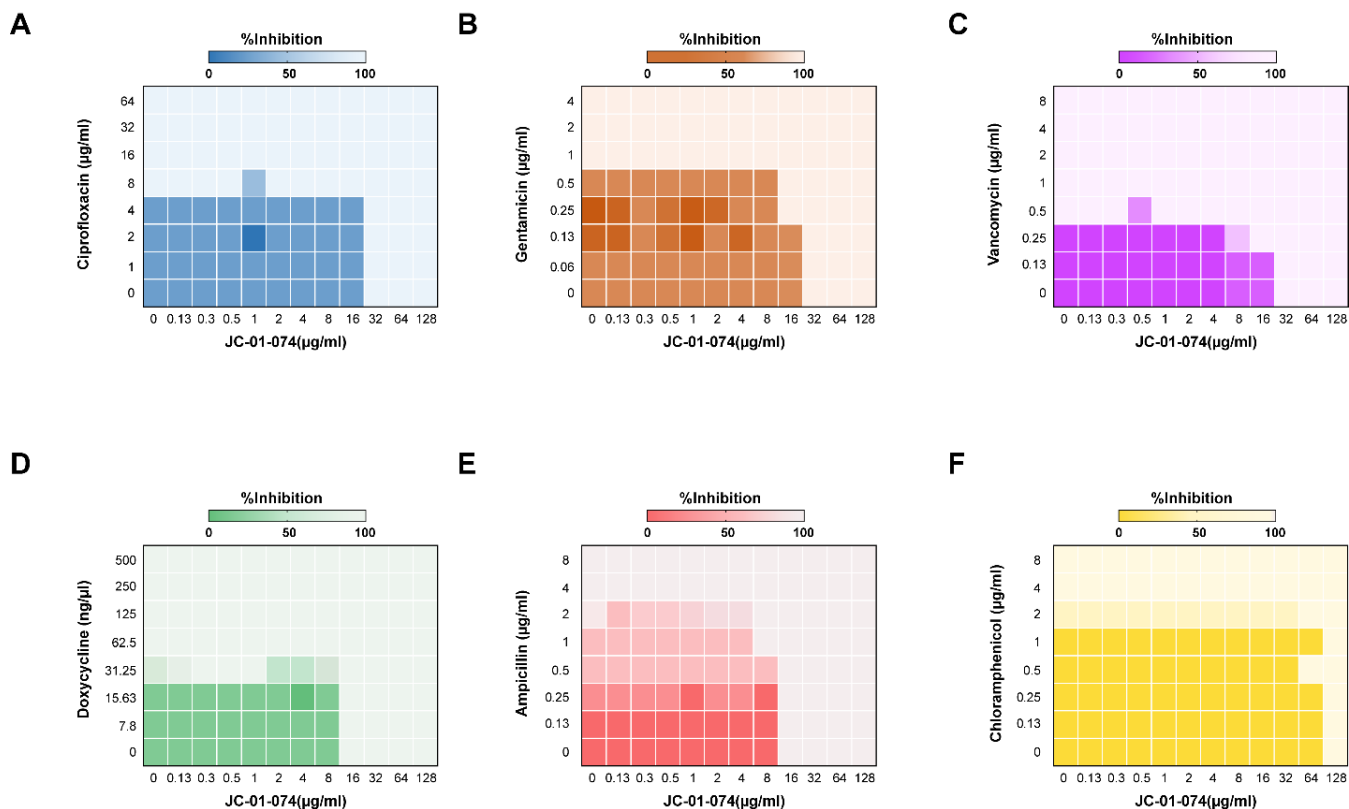 A
%Inhibition
0 50 100
Ciprofloxacin (µg/ml)
64
32
16
8
4
2
1
0
0 0.13 0.3 0.5 1 2 4 8 16 32 64 128
JC-01-074(µg/ml)
B
%Inhibition
0 50 100
Gentamicin (µg/ml)
4
2
1
0.5
0.25
0.13
0.06
0
0 0.13 0.3 0.5 1 2 4 8 16 32 64 128
JC-01-074(µg/ml)
C
%Inhibition
0 50 100
Vancomycin (µg/ml)
8
4
2
1
0.5
0.25
0.13
0
0 0.13 0.3 0.5 1 2 4 8 16 32 64 128
JC-01-074(µg/ml)
D
%Inhibition
0 50 100
Doxycycline (ng/µl)
500
250
125
62.5
31.25
15.63
7.8
0
0 0.13 0.3 0.5 1 2 4 8 16 32 64 128
JC-01-074(µg/ml)
E
%Inhibition
0 50 100
Ampicillin (µg/ml)
8
4
2
1
0.5
0.25
0.13
0
0 0.13 0.3 0.5 1 2 4 8 16 32 64 128
JC-01-074(µg/ml)
F
%Inhibition
0 50 100
Chloramphenicol (µg/ml)
8
4
2
1
0.5
0.25
0.13
0
0 0.13 0.3 0.5 1 2 4 8 16 32 64 128
JC-01-074(µg/ml)